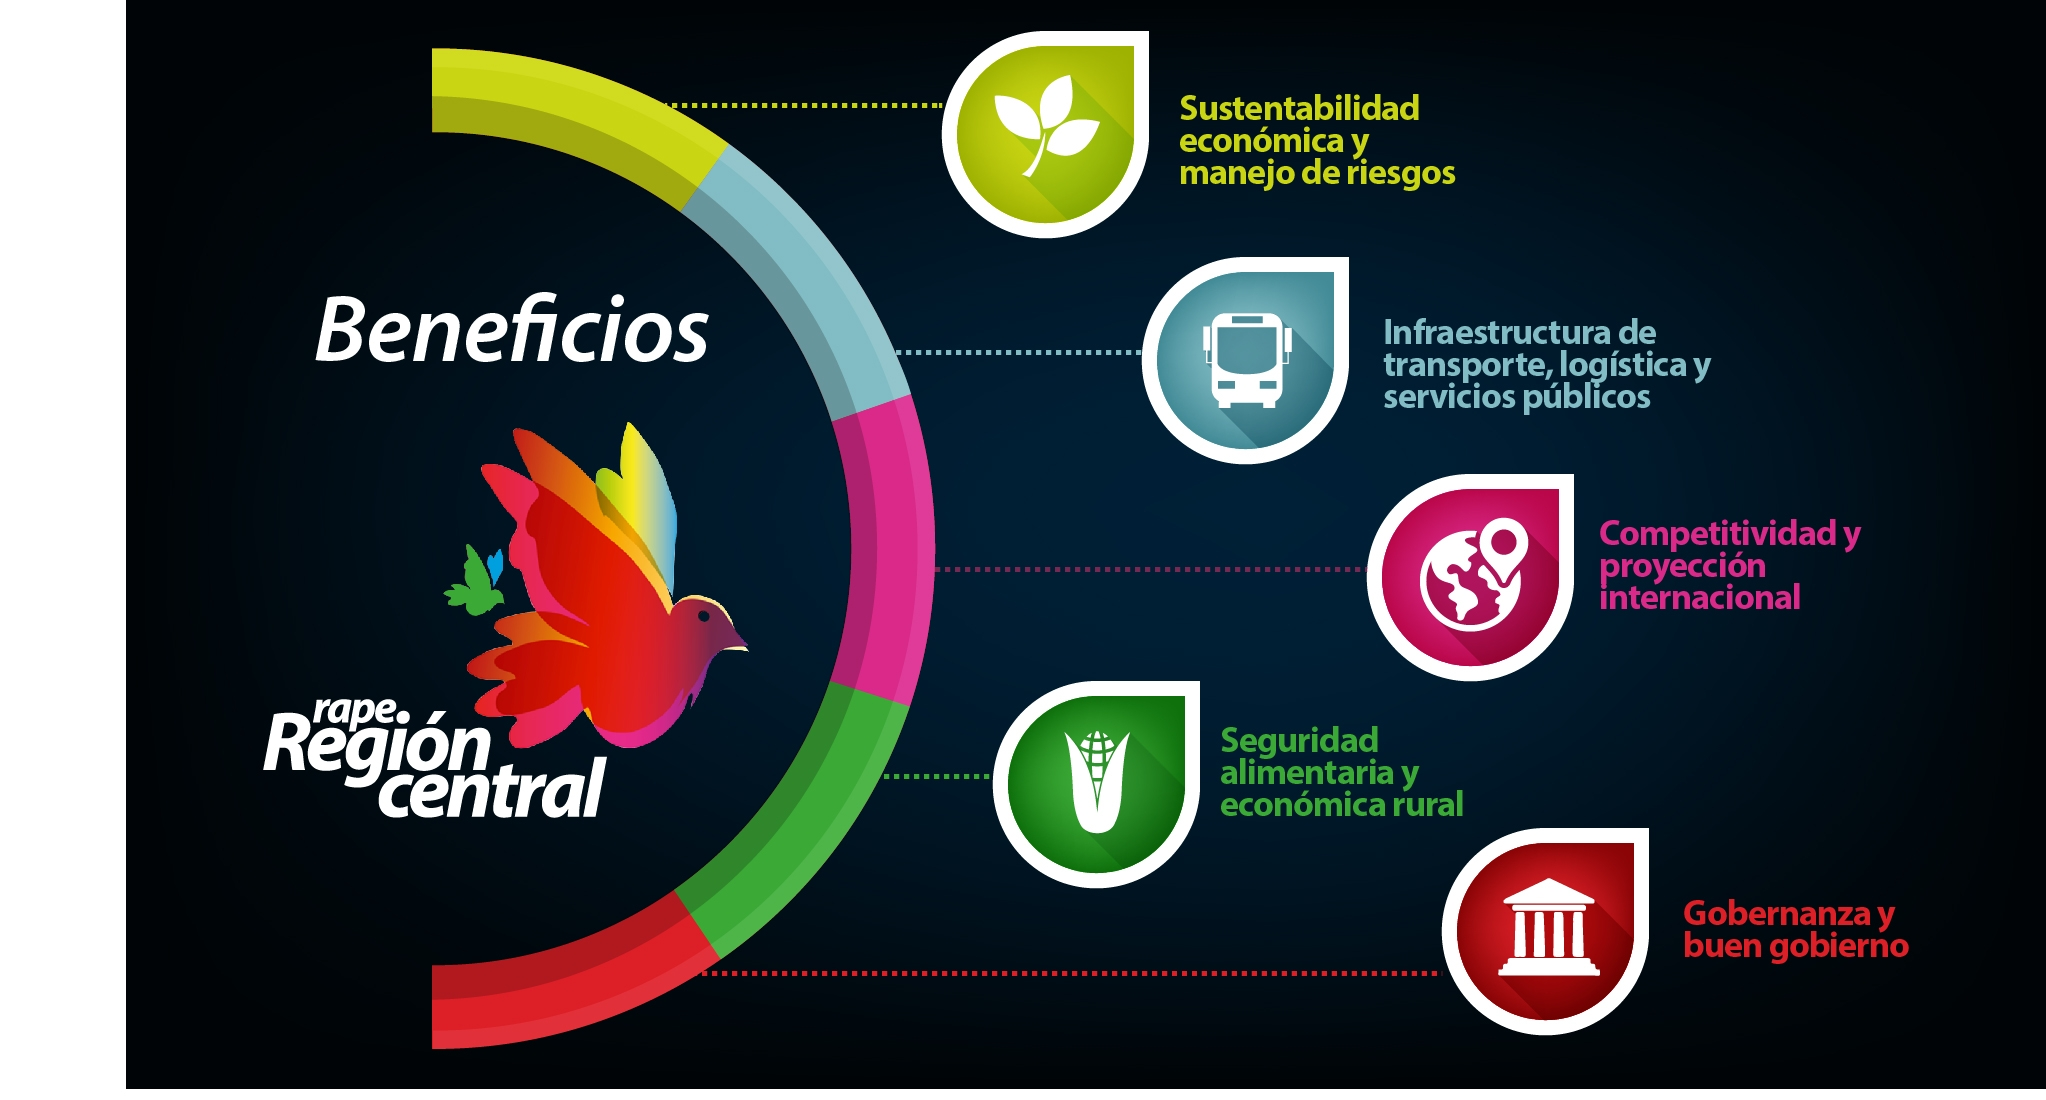 Beneficios
rape
Región
central
Sustentabilidad
económica y
manejo de riesgos
Infraestructura de
transporte, logística y
servicios públicos
Competitividad y
proyección
internacional
Seguridad
alimentaria y
económica rural
Gobernanza y
buen gobierno